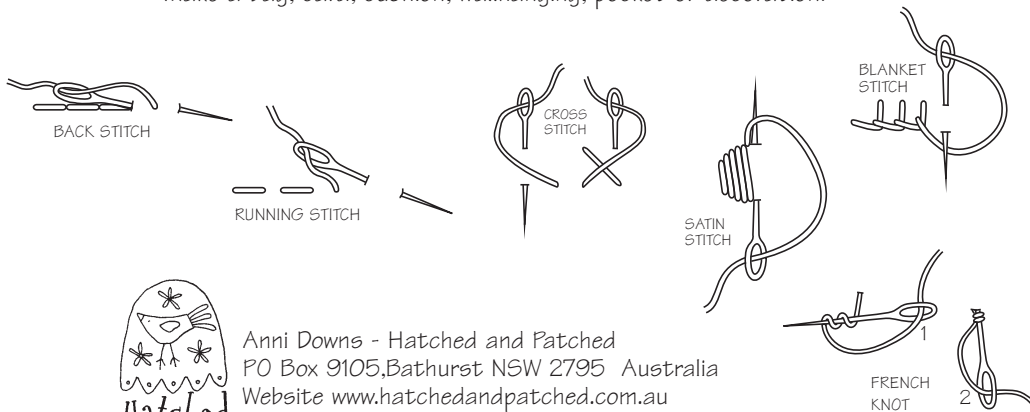 BACK STITCH
RUNNING STITCH
CROSS
STITCH
SATIN
STITCH
BLANKET
STITCH
1
FRENCH
KNOT
2
Anni Downs - Hatched and Patched
PO Box 9105,Bathurst NSW 2795 Australia
Website www.hatchedandpatched.com.au
Hatched